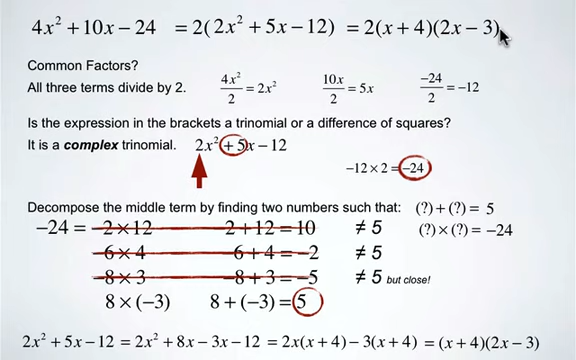 4x² + 10x − 24 = 2(2x² + 5x − 12) = 2(x + 4)(2x − 3)
Common Factors?
All three terms divide by 2. 4x²/2 = 2x² 10x/2 = 5x −24/2 = −12
Is the expression in the brackets a trinomial or a difference of squares?
It is a complex trinomial. 2x² + 5x − 12
−12 × 2 = −24
Decompose the middle term by finding two numbers such that: (?) + (?) = 5
−24 = −2 × 12 −2 + 12 = 10 ≠ 5 (?) × (?) = −24
−6 × 4 −6 + 4 = −2 ≠ 5
−8 × 3 −8 + 3 = −5 ≠ 5 but close!
8 × (−3) 8 + (−3) = 5
2x² + 5x − 12 = 2x² + 8x − 3x − 12 = 2x(x + 4) − 3(x + 4) = (x + 4)(2x − 3)